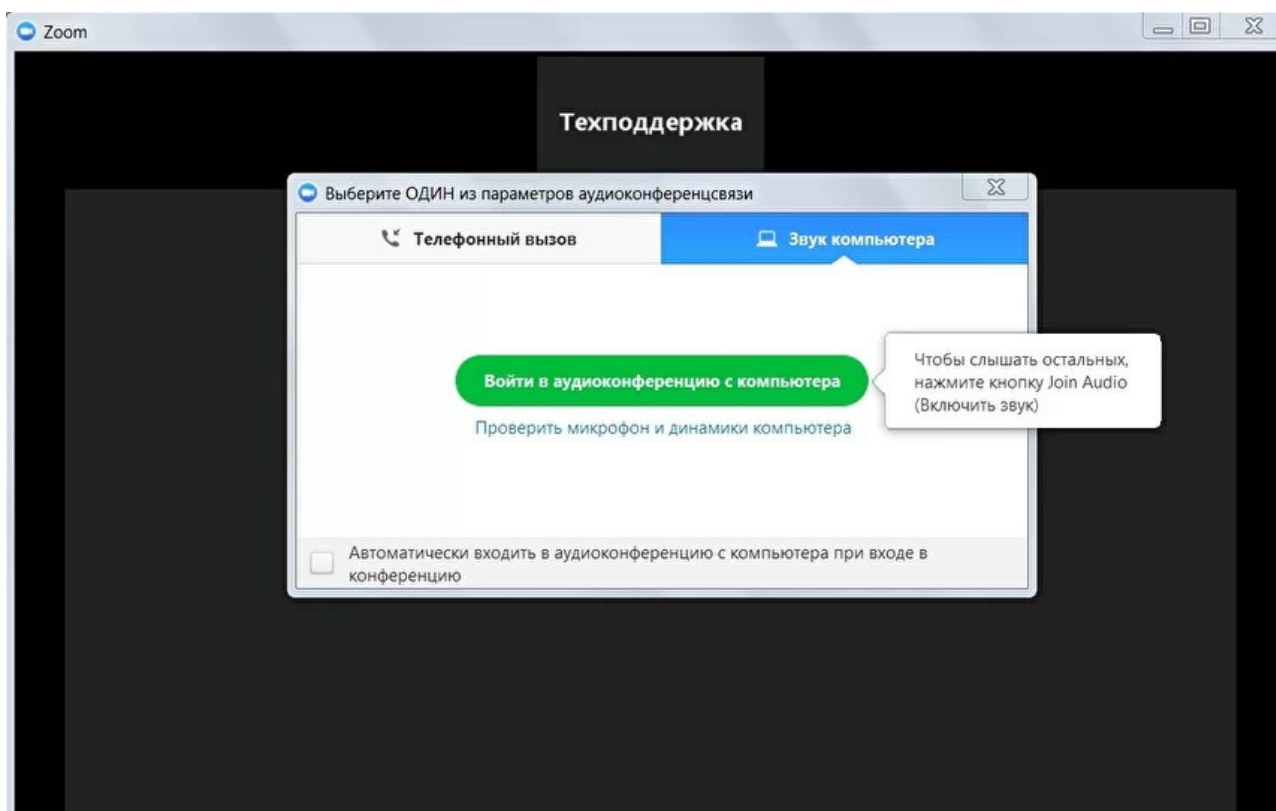 Zoom
Техподдержка
Выберите ОДИН из параметров аудиоконференцсвязи
Телефонный вызов
Звук компьютера
Войти в аудиоконференцию с компьютера
Чтобы слышать остальных,
нажмите кнопку Join Audio
(Включить звук)
Проверить микрофон и динамики компьютера
Автоматически входить в аудиоконференцию с компьютера при входе в
конференцию